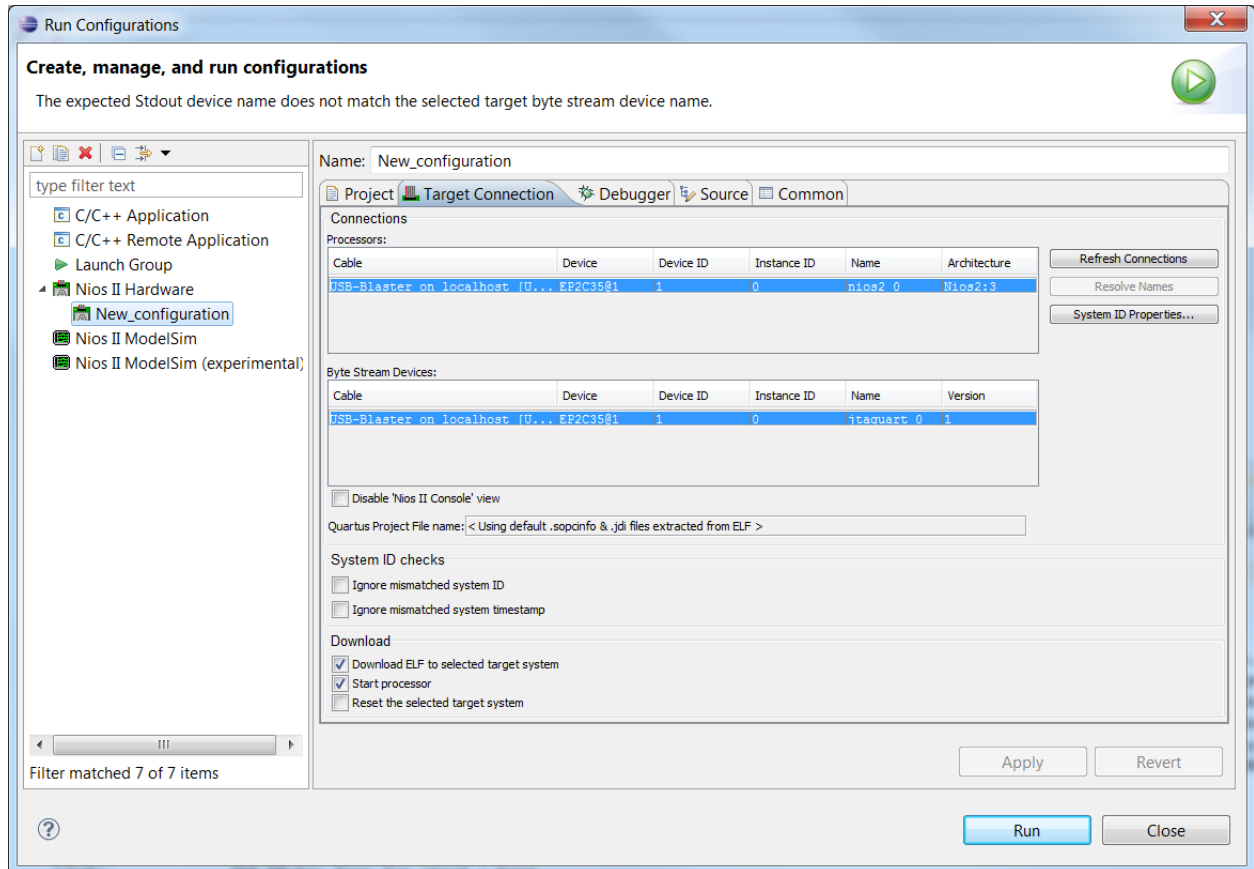 Run Configurations
Create, manage, and run configurations
The expected Stdout device name does not match the selected target byte stream device name.
type filter text
C/C++ Application
C/C++ Remote Application
Launch Group
Nios II Hardware
New_configuration
Nios II ModelSim
Nios II ModelSim (experimental)
Filter matched 7 of 7 items
Name: New_configuration
Project Target Connection Debugger Source Common
Connections
Processors:
Cable Device Device ID Instance ID Name Architecture
USB-Blaster on localhost [U... EP2C35@1 1 0 nios2_0 Nios2:3
Refresh Connections
Resolve Names
System ID Properties...
Byte Stream Devices:
Cable Device Device ID Instance ID Name Version
USB-Blaster on localhost [U... EP2C35@1 1 0 jtaguart_0 1
Disable 'Nios II Console' view
Quartus Project File name: < Using default .sopcinfo & .jdi files extracted from ELF >
System ID checks
Ignore mismatched system ID
Ignore mismatched system timestamp
Download
Download ELF to selected target system
Start processor
Reset the selected target system
Apply Revert
Run Close